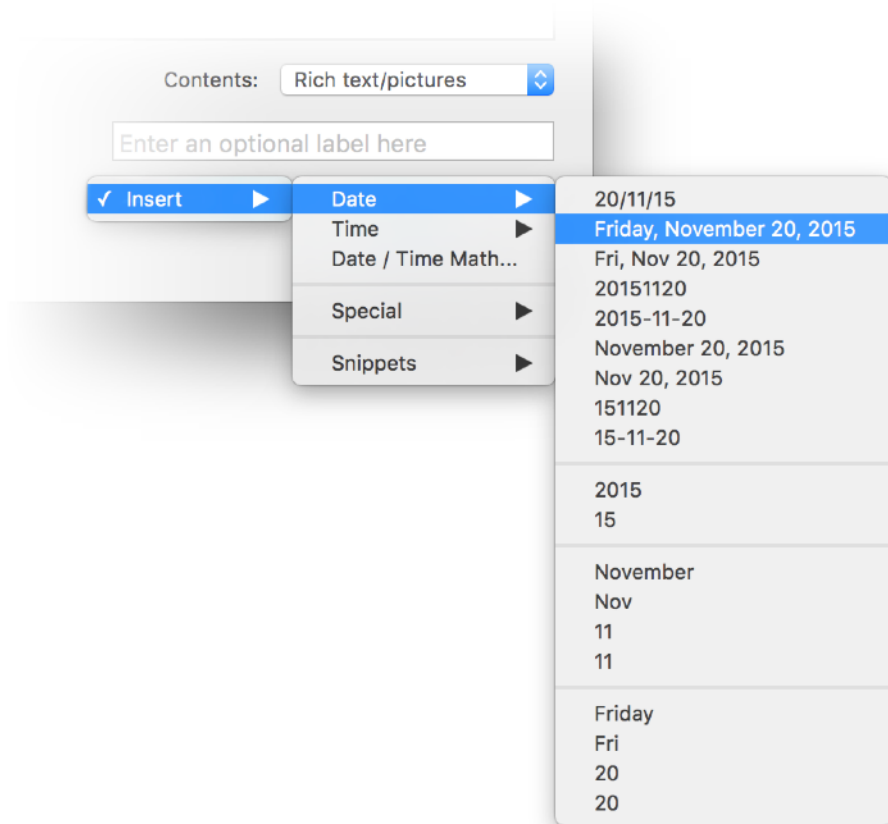 Contents: Rich text/pictures
Enter an optional label here
✓ Insert
Date
Time
Date / Time Math...
Special
Snippets
20/11/15
Friday, November 20, 2015
Fri, Nov 20, 2015
20151120
2015-11-20
November 20, 2015
Nov 20, 2015
151120
15-11-20
2015
15
November
Nov
11
11
Friday
Fri
20
20